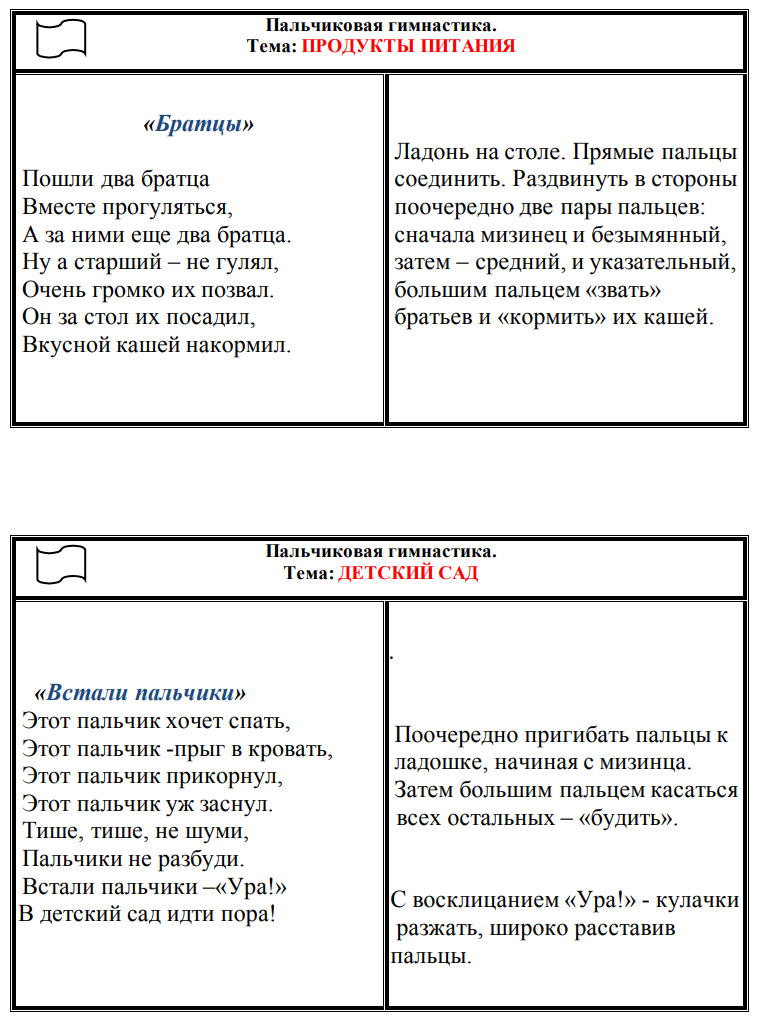 Пальчиковая гимнастика.
Тема: ПРОДУКТЫ ПИТАНИЯ
«Братцы»
Пошли два братца
Вместе прогуляться,
А за ними еще два братца.
Ну а старший – не гулял,
Очень громко их позвал.
Он за стол их посадил,
Вкусной кашей накормил.
Ладонь на столе. Прямые пальцы
соединить. Раздвинуть в стороны
поочередно две пары пальцев:
сначала мизинец и безымянный,
затем – средний, и указательный,
большим пальцем «звать»
братьев и «кормить» их кашей.
Пальчиковая гимнастика.
Тема: ДЕТСКИЙ САД
«Встали пальчики»
Этот пальчик хочет спать,
Этот пальчик -прыг в кровать,
Этот пальчик прикорнул,
Этот пальчик уж заснул.
Тише, тише, не шуми,
Пальчики не разбуди.
Встали пальчики –«Ура!»
В детский сад идти пора!
.
Поочередно пригибать пальцы к
ладошке, начиная с мизинца.
Затем большим пальцем касаться
всех остальных – «будить».
С восклицанием «Ура!» - кулачки
разжать, широко расставив
пальцы.